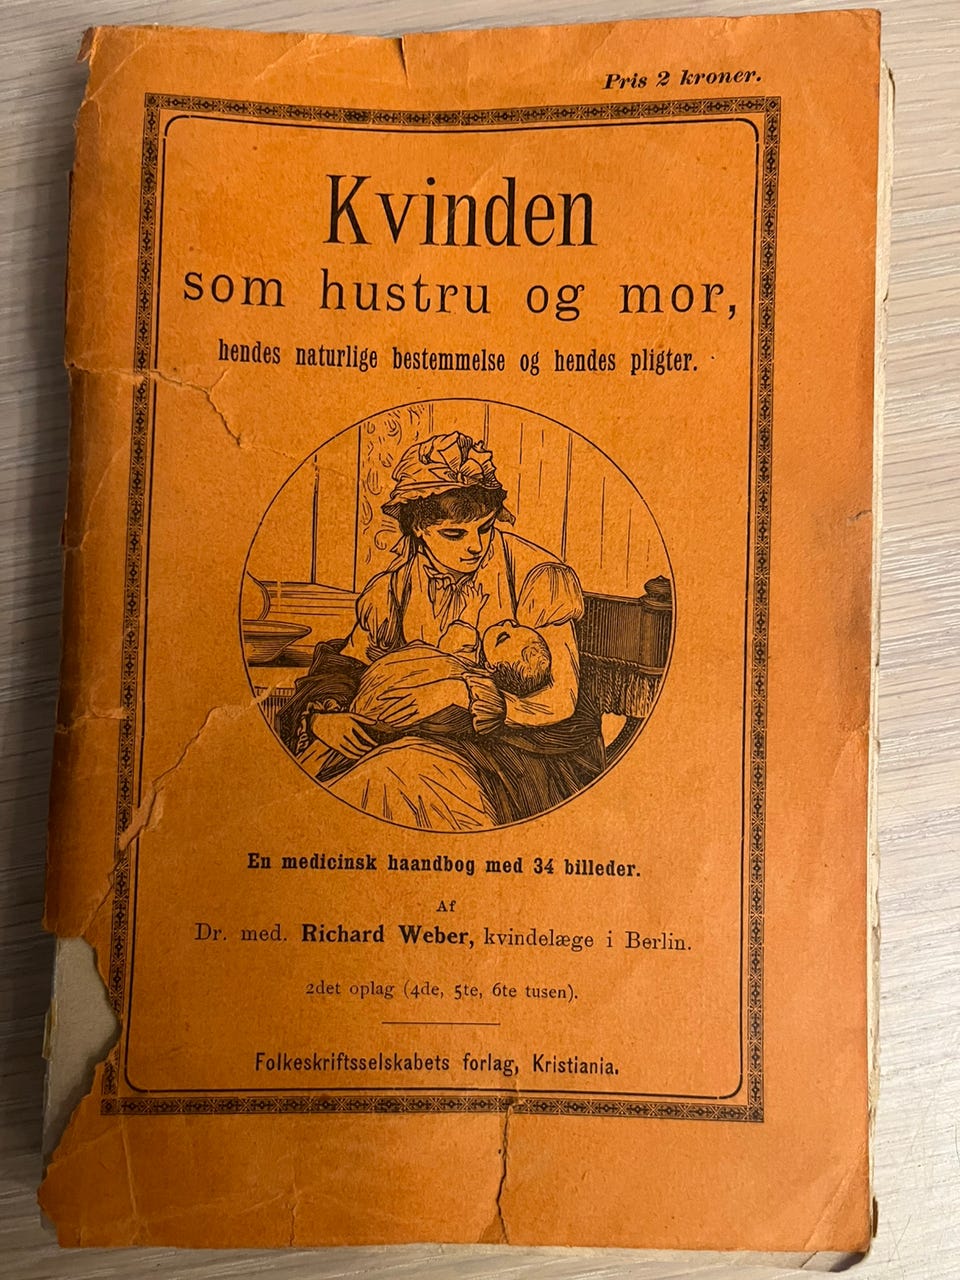 Pris 2 kroner.
Kvinden
som hustru og mor,
hendes naturlige bestemmelse og hendes pligter.
En medicinsk haandbog med 34 billeder.
Af
Dr. med. Richard Weber, kvindelæge i Berlin.
2det oplag (4de, 5te, 6te tusen).
Folkeskriftsselskabets forlag, Kristiania.